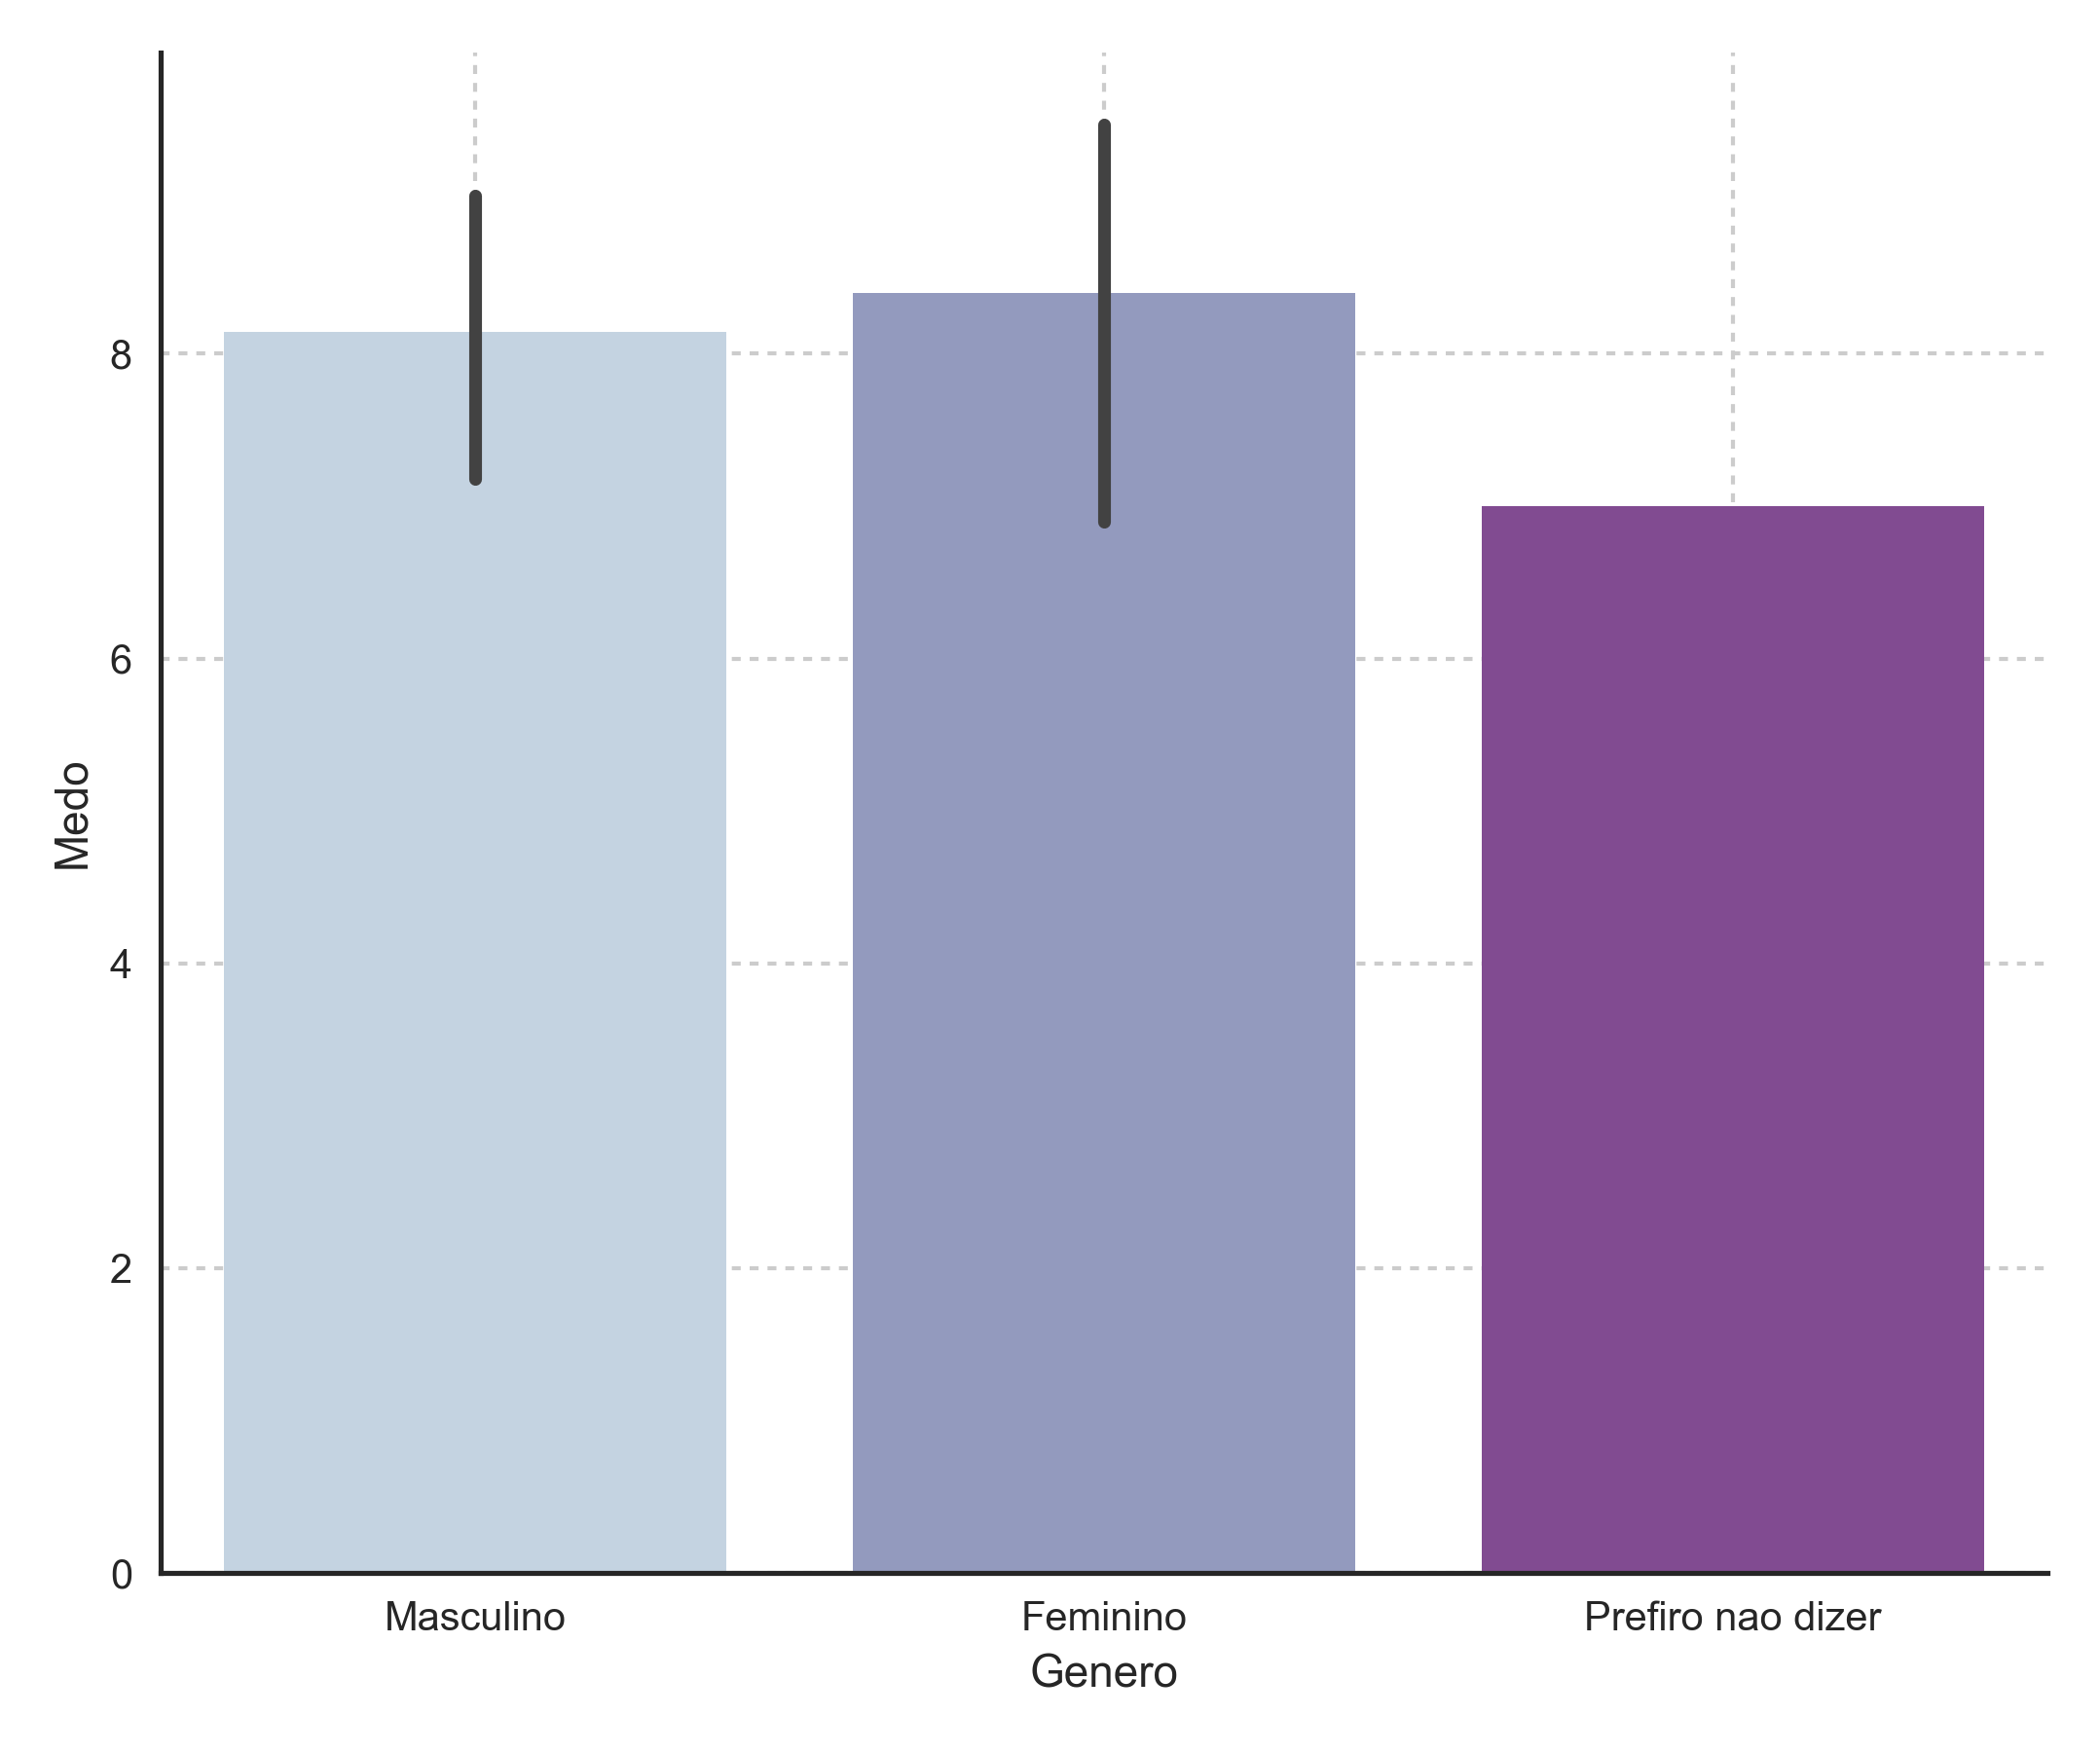 8
6
4
2
0
Medo
Masculino
Feminino
Prefiro nao dizer
Genero